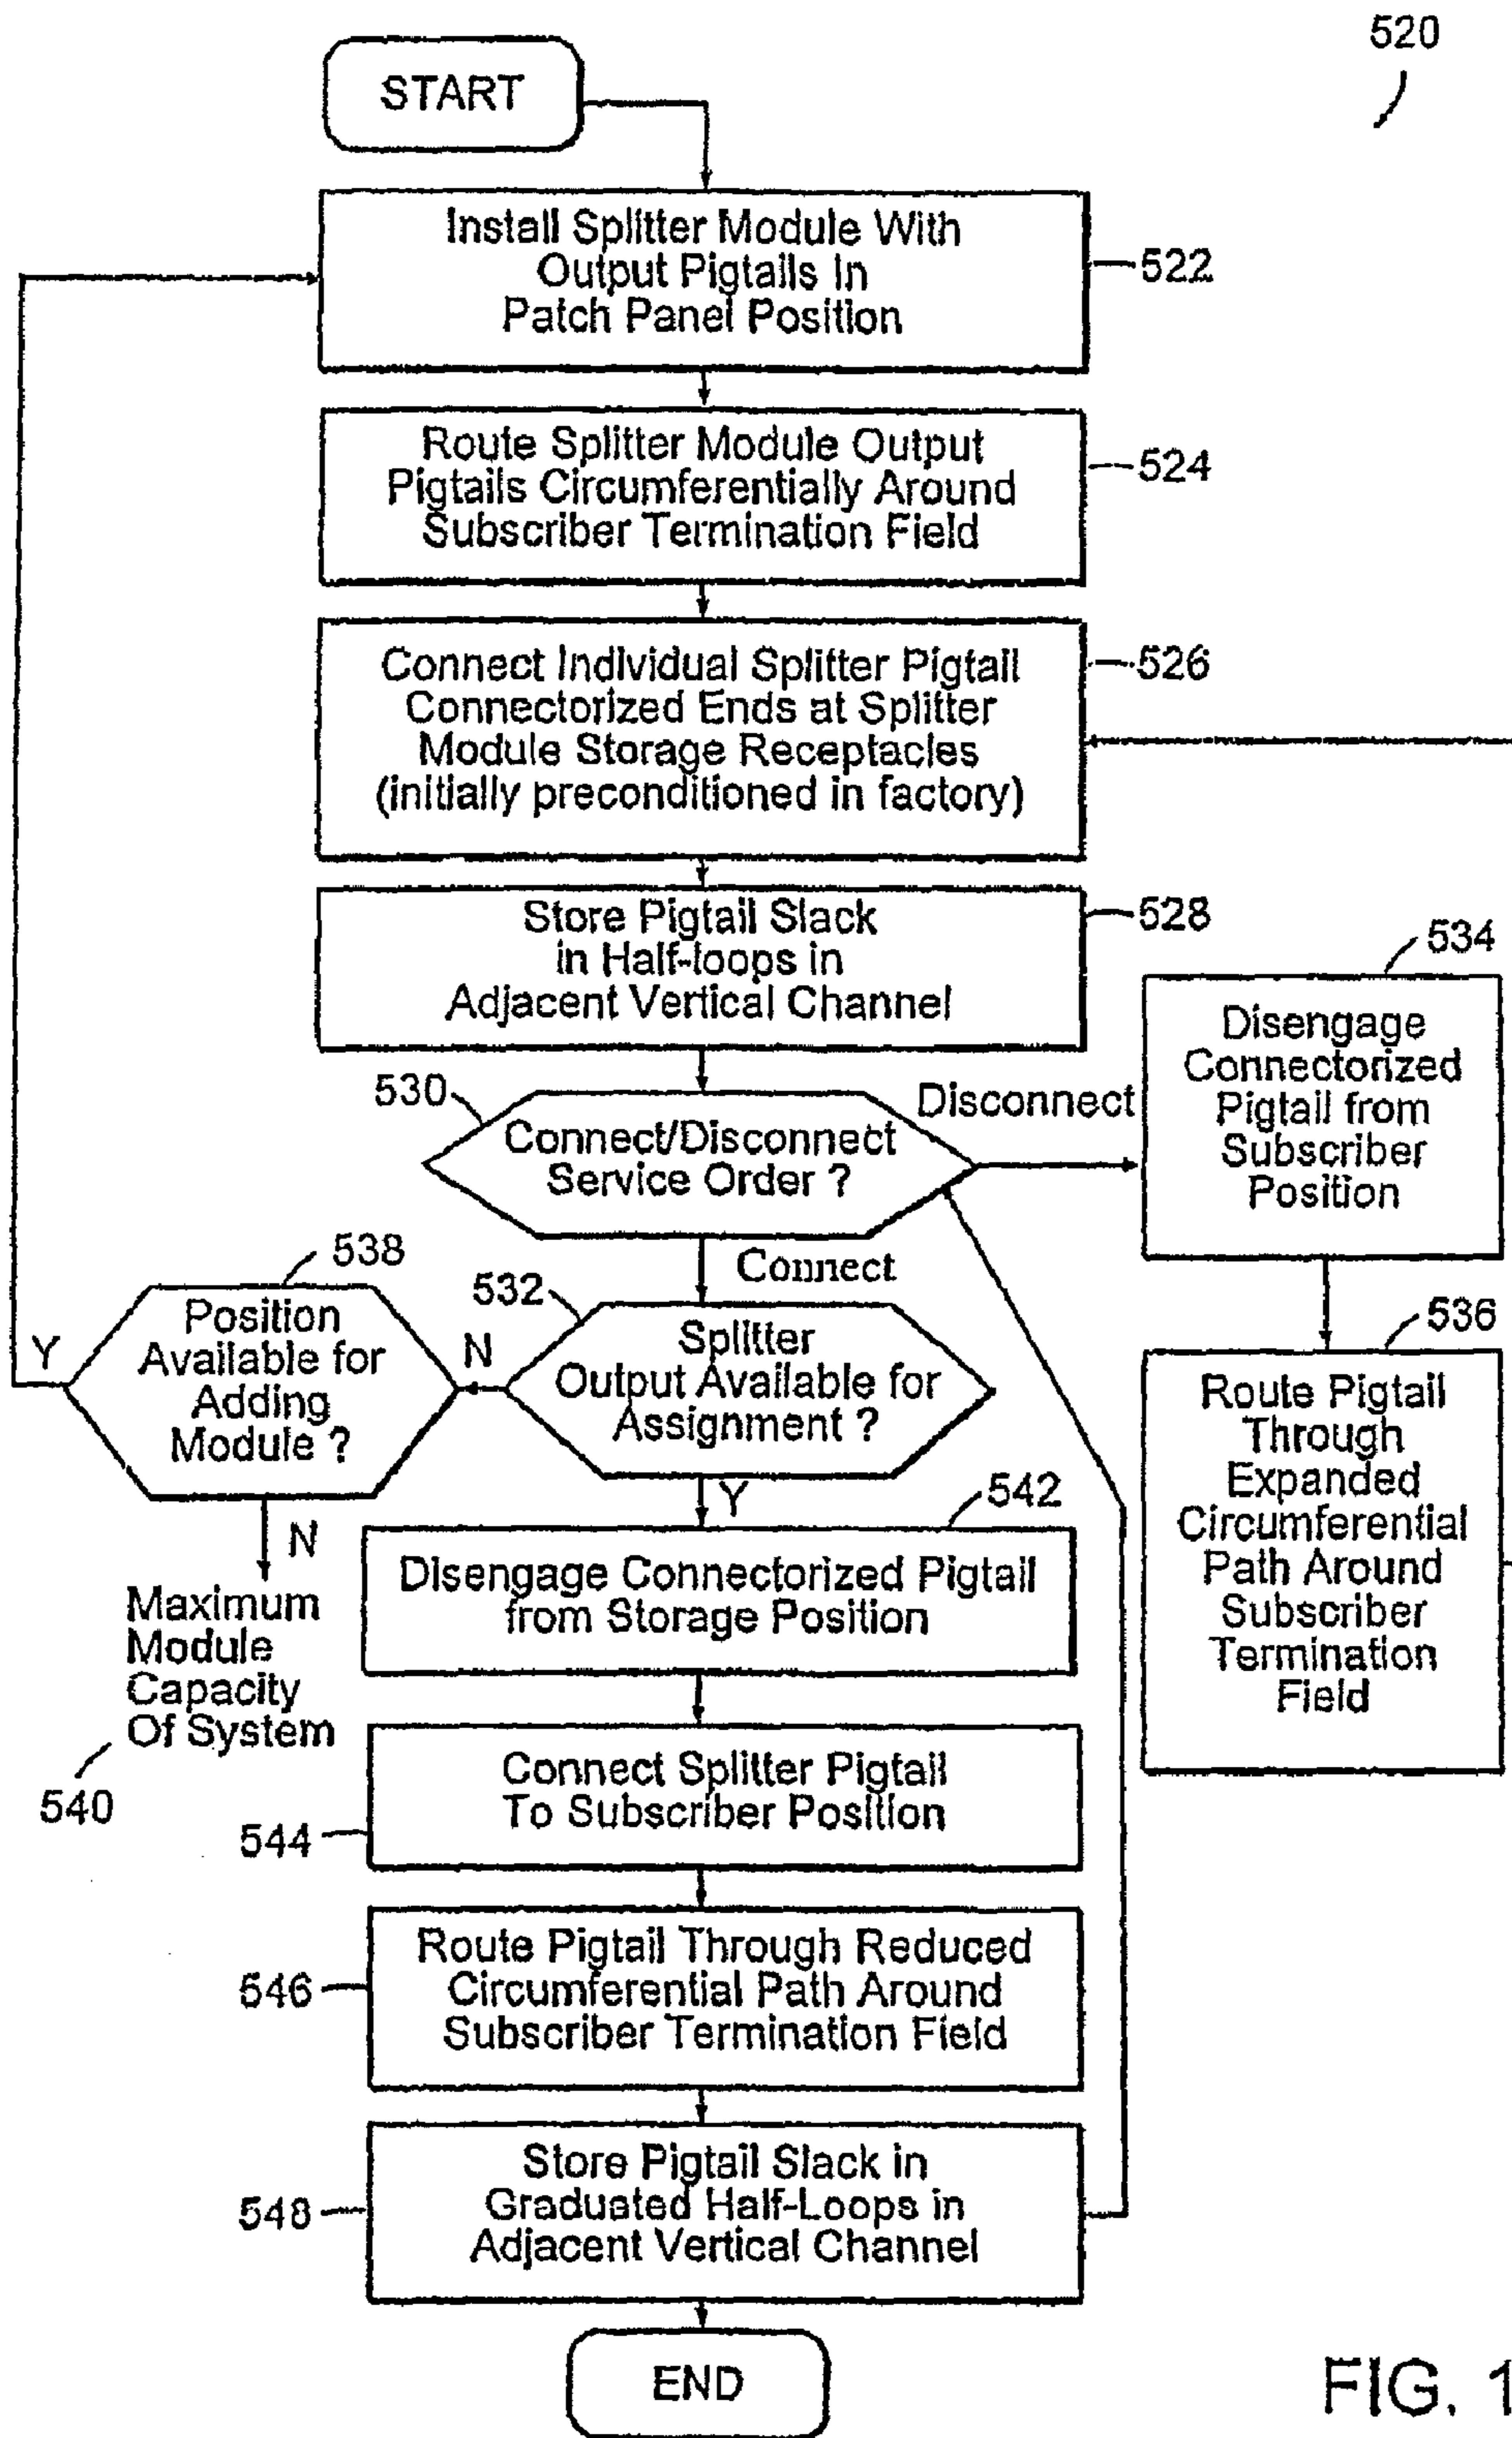 520
START
Install Splitter Module With
Output Pigtails In
Patch Panel Position
522
Route Splitter Module Output
Pigtails Circumferentially Around
Subscriber Termination Field
524
Connect Individual Splitter Pigtail
Connectorized Ends at Splitter
Module Storage Receptacles
(initially preconditioned in factory)
526
Store Pigtail Slack
in Half-loops in
Adjacent Vertical Channel
528
530
Connect/Disconnect
Service Order ?
Disconnect
534
Disengage
Connectorized
Pigtail from
Subscriber
Position
Connect
536
Route Pigtail
Through
Expanded
Circumferential
Path Around
Subscriber
Termination
Field
532
Splitter
Output Available for
Assignment ?
N
538
Position
Available for
Adding
Module ?
Y
N
Maximum
Module
Capacity
Of System
540
Y
542
Disengage Connectorized Pigtail
from Storage Position
Connect Splitter Pigtail
To Subscriber Position
544
Route Pigtail Through Reduced
Circumferential Path Around
Subscriber Termination Field
546
Store Pigtail Slack in
Graduated Half-Loops in
Adjacent Vertical Channel
548
END
FIG. 1